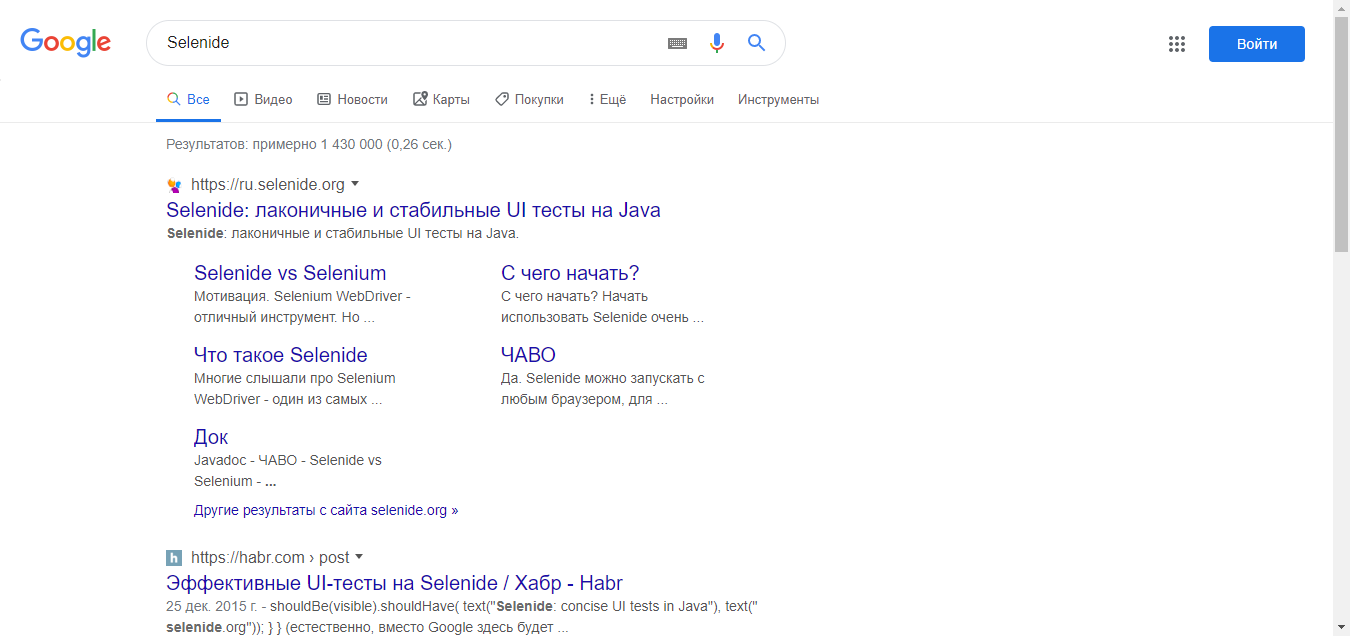 Google
Selenide
Войти
Все Видео Новости Карты Покупки Ещё Настройки Инструменты
Результатов: примерно 1 430 000 (0,26 сек.)
https://ru.selenide.org
Selenide: лаконичные и стабильные UI тесты на Java
Selenide: лаконичные и стабильные UI тесты на Java.
Selenide vs Selenium
Мотивация. Selenium WebDriver -
отличный инструмент. Но ...
С чего начать?
С чего начать? Начать
использовать Selenide очень ...
Что такое Selenide
Многие слышали про Selenium
WebDriver - один из самых ...
ЧАВО
Да. Selenide можно запускать с
любым браузером, для ...
Док
Javadoc - ЧАВО - Selenide vs
Selenium - ...
Другие результаты с сайта selenide.org »
h
https://habr.com › post
Эффективные UI-тесты на Selenide / Хабр - Habr
25 дек. 2015 г. - shouldBe(visible).shouldHave( text("Selenide: concise UI tests in Java"), text("
selenide.org")); } } (естественно, вместо Google здесь будет ...